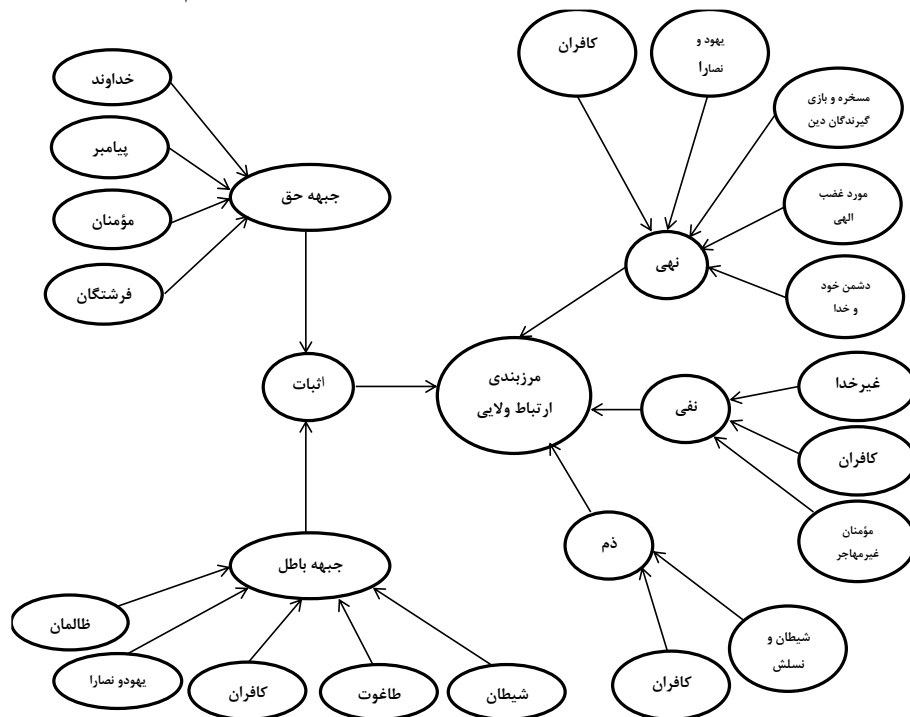 کافران
یهود و
نصارا
مسخره و بازی
گیرندگان دین
مورد غضب
الهی
دشمن خود
و خدا
نهی
خداوند
پیامبر
مؤمنان
فرشتگان
جبهه حق
اثبات
مرزبندی
ارتباط ولایی
نفی
غیرخدا
کافران
مؤمنان
غیرمهاجر
ذم
شیطان و
نسلش
کافران
جبهه باطل
ظالمان
یهودو نصارا
کافران
طاغوت
شیطان